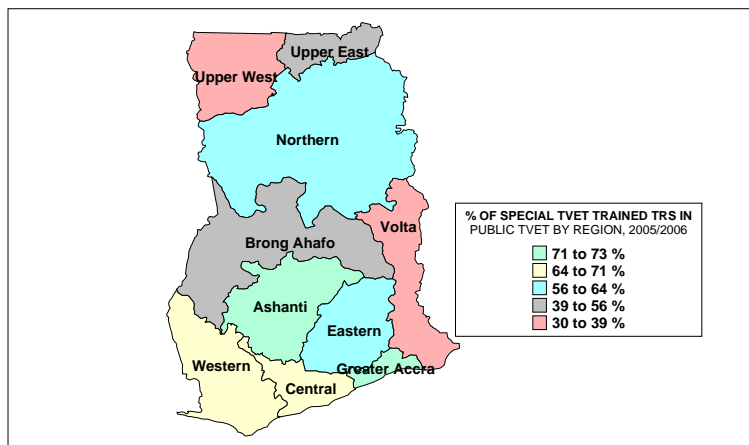 Upper East
Upper West
Northern
Volta
Brong Ahafo
Ashanti
Eastern
Western
Greater Accra
Central
% OF SPECIAL TVET TRAINED TRS IN
PUBLIC TVET BY REGION, 2005/2006
71 to 73 %
64 to 71 %
56 to 64 %
39 to 56 %
30 to 39 %